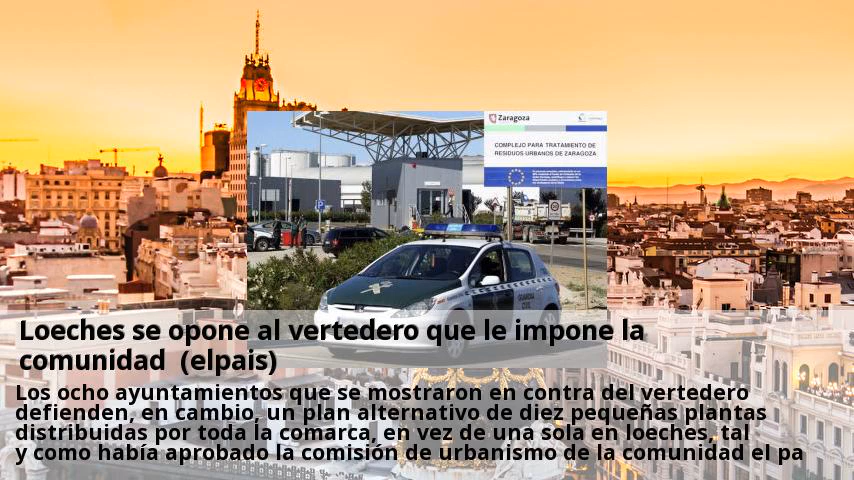 Zaragoza
COMPLEJO PARA TRATAMIENTO DE
RESIDUOS URBANOS DE ZARAGOZA
GUARDIA
CIVIL
Loeches se opone al vertedero que le impone la
comunidad (elpais)
Los ocho ayuntamientos que se mostraron en contra del vertedero
defienden, en cambio, un plan alternativo de diez pequeñas plantas
distribuidas por toda la comarca, en vez de una sola en loeches, tal
y como había aprobado la comisión de urbanismo de la comunidad el pa